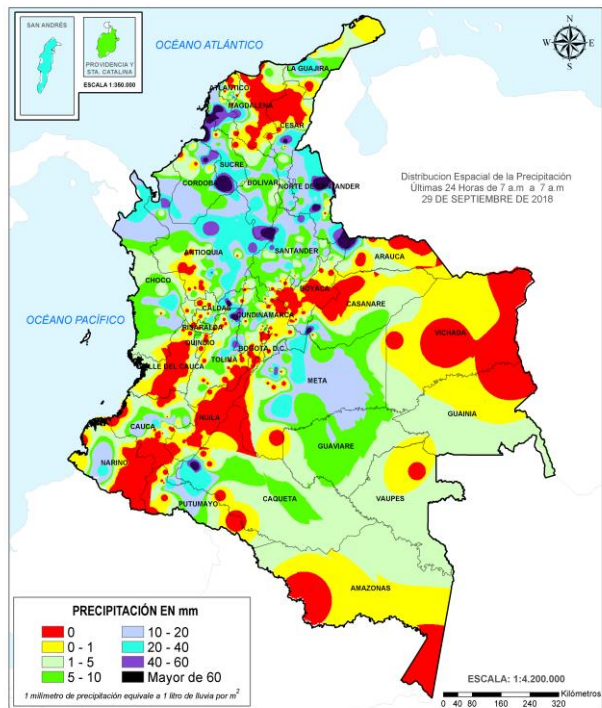 SAN ANDRÉS
PROVIDENCIA Y
STA. CATALINA
ESCALA 1:350.000
OCÉANO ATLÁNTICO
N
W
E
S
LA GUAJIRA
ATLANTICO
MAGDALENA
CESAR
Distribucion Espacial de la Precipitación
Últimas 24 Horas de 7 a.m a 7 a.m
29 DE SEPTIEMBRE DE 2018
SUCRE
CORDOBA
BOLIVAR
NORTE DE SANTANDER
SANTANDER
ARAUCA
ANTIOQUIA
CHOCO
BOYACA
CASANARE
OCÉANO PACÍFICO
CALDAS
CUNDINAMARCA
VICHADA
RISARALDA
QUINDIO
BOGOTA, D.C.
TOLIMA
VALLE DEL CAUCA
META
GUAINIA
HUILA
CAUCA
GUAVIARE
NARINO
CAQUETA
VAUPES
PUTUMAYO
AMAZONAS
PRECIPITACIÓN EN mm
0
10 - 20
0 - 1
20 - 40
1 - 5
40 - 60
5 - 10
Mayor de 60
1 milímetro de precipitación equivale a 1 litro de lluvia por m2
ESCALA: 1:4.200.000
Kilómetros
0 40 80 160 240 320